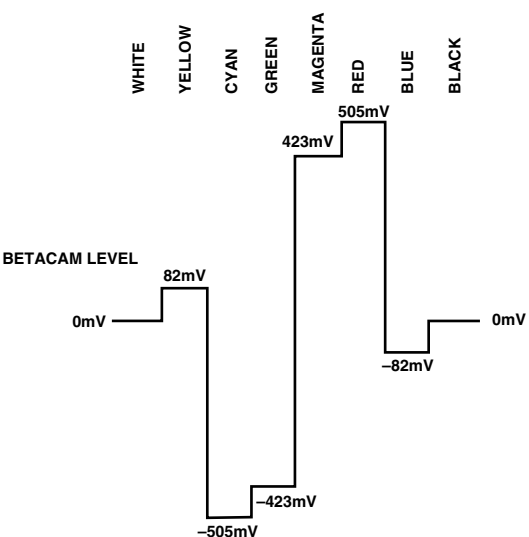 WHITE
YELLOW
CYAN
GREEN
MAGENTA
RED
BLUE
BLACK
505mV
423mV
BETACAM LEVEL
82mV
0mV
0mV
–82mV
–423mV
–505mV